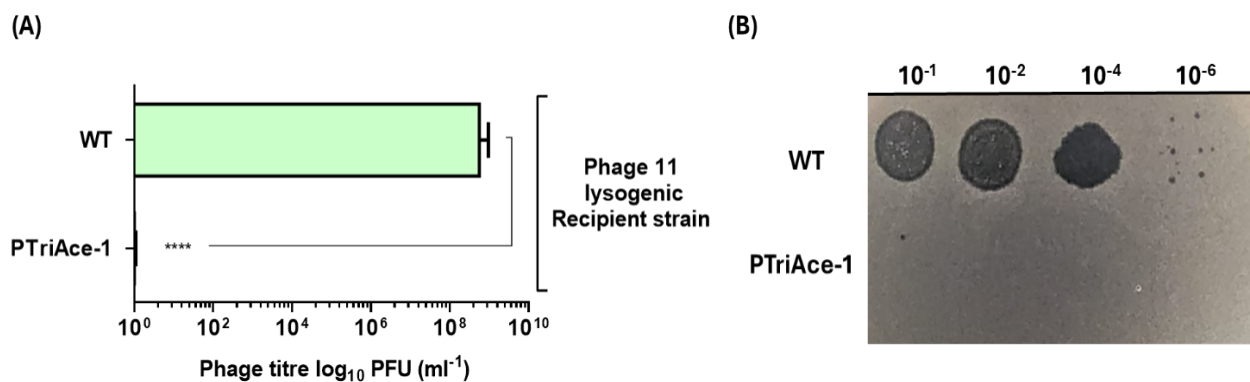 (A)
WT
PTriAce-1
****
Phage 11
lysogenic
Recipient strain
10⁰ 10² 10⁴ 10⁶ 10⁸ 10¹⁰
Phage titre log₁₀ PFU (ml⁻¹)
(B)
10⁻¹ 10⁻² 10⁻⁴ 10⁻⁶
WT
PTriAce-1